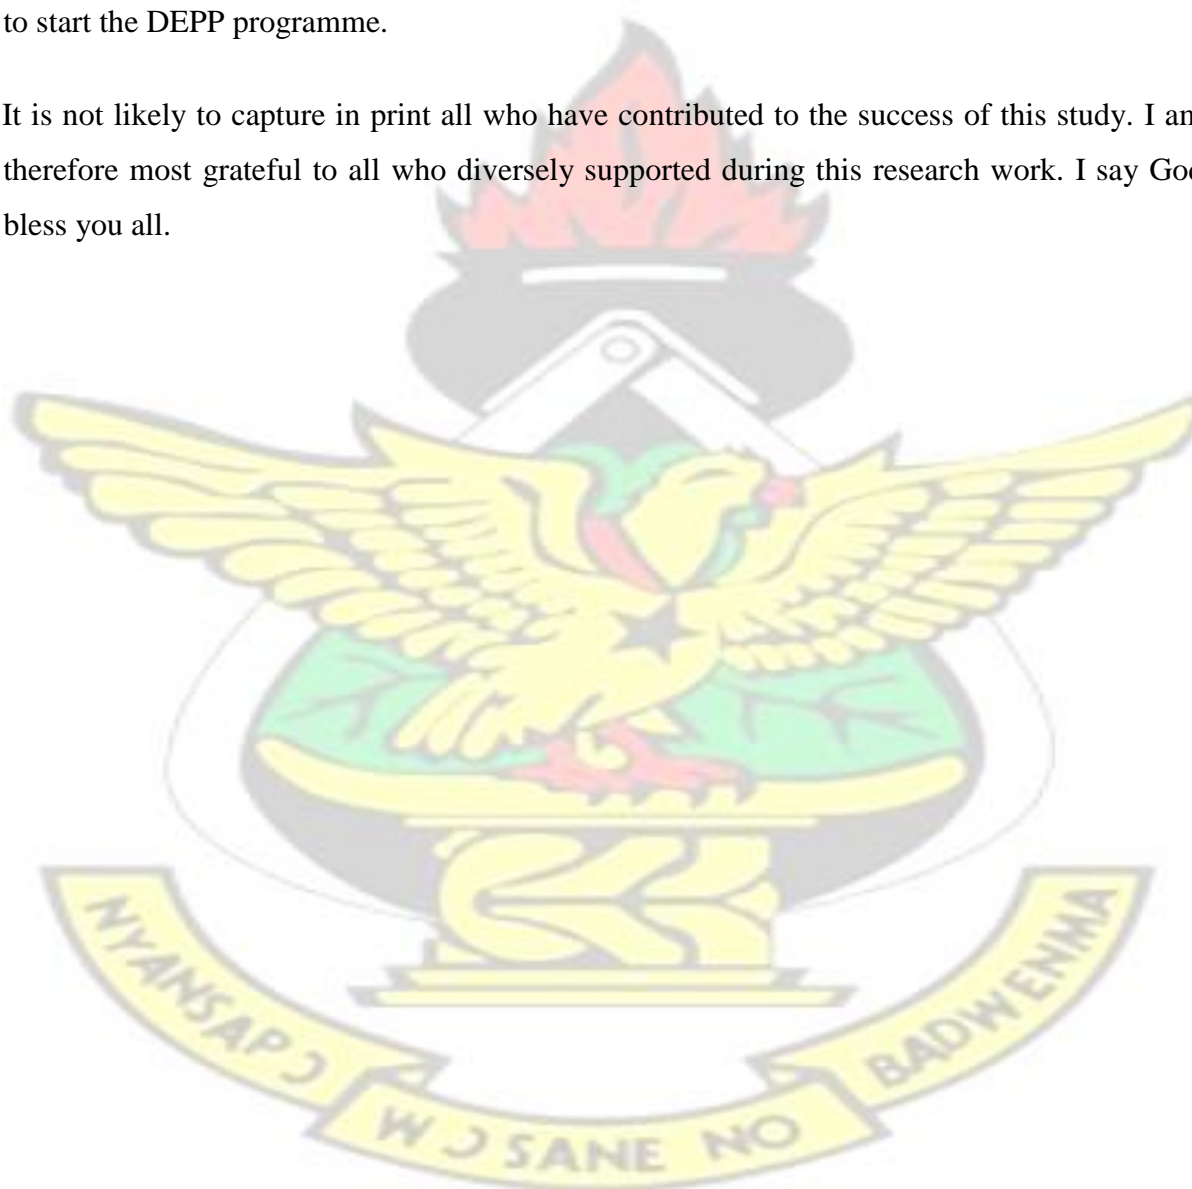 to start the DEPP programme.
It is not likely to capture in print all who have contributed to the success of this study. I am
therefore most grateful to all who diversely supported during this research work. I say God
bless you all.
NYANSAPƆ
WƆSANE NO
BADWENMA